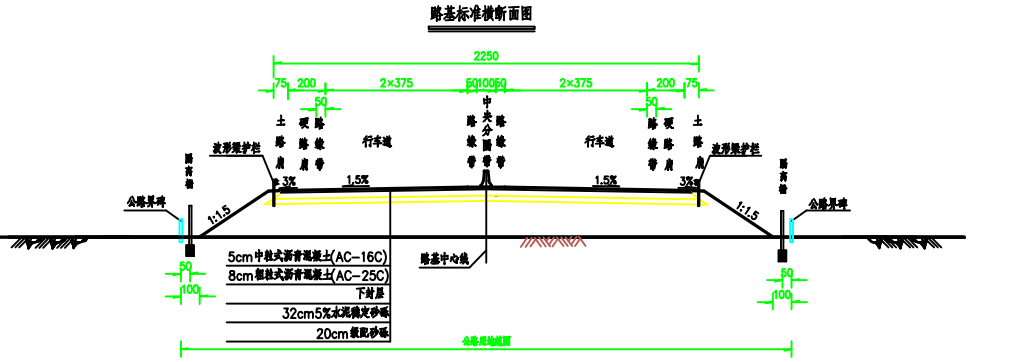 路基标准横断面图
2250
75 200 2×375 50 100 50 2×375 200 75
50 50
土路肩
硬路肩
路缘带
行车道
路缘带
中央分隔带
路缘带
行车道
路缘带
硬路肩
土路肩
波形梁护栏 波形梁护栏
隔离栅 隔离栅
3% 1.5% 1.5% 3%
公路界碑 1:1.5 1:1.5 公路界碑
5cm中粒式沥青混凝土(AC-16C)
路基中心线
8cm粗粒式沥青混凝土(AC-25C)
下封层
32cm5%水泥稳定砂砾
20cm级配砂砾
50 50
100 100
公路用地范围